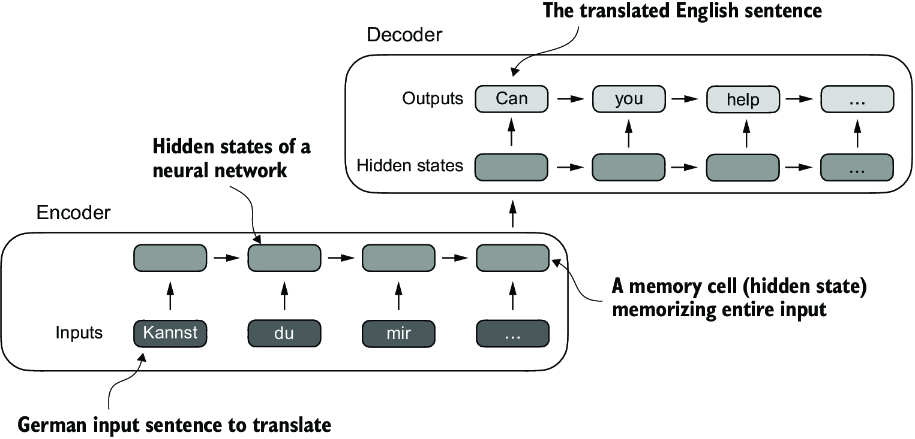 The translated English sentence
Decoder
Outputs
Can
you
help
...
Hidden states of a
neural network
Hidden states
...
Encoder
A memory cell (hidden state)
memorizing entire input
Inputs
Kannst
du
mir
...
German input sentence to translate